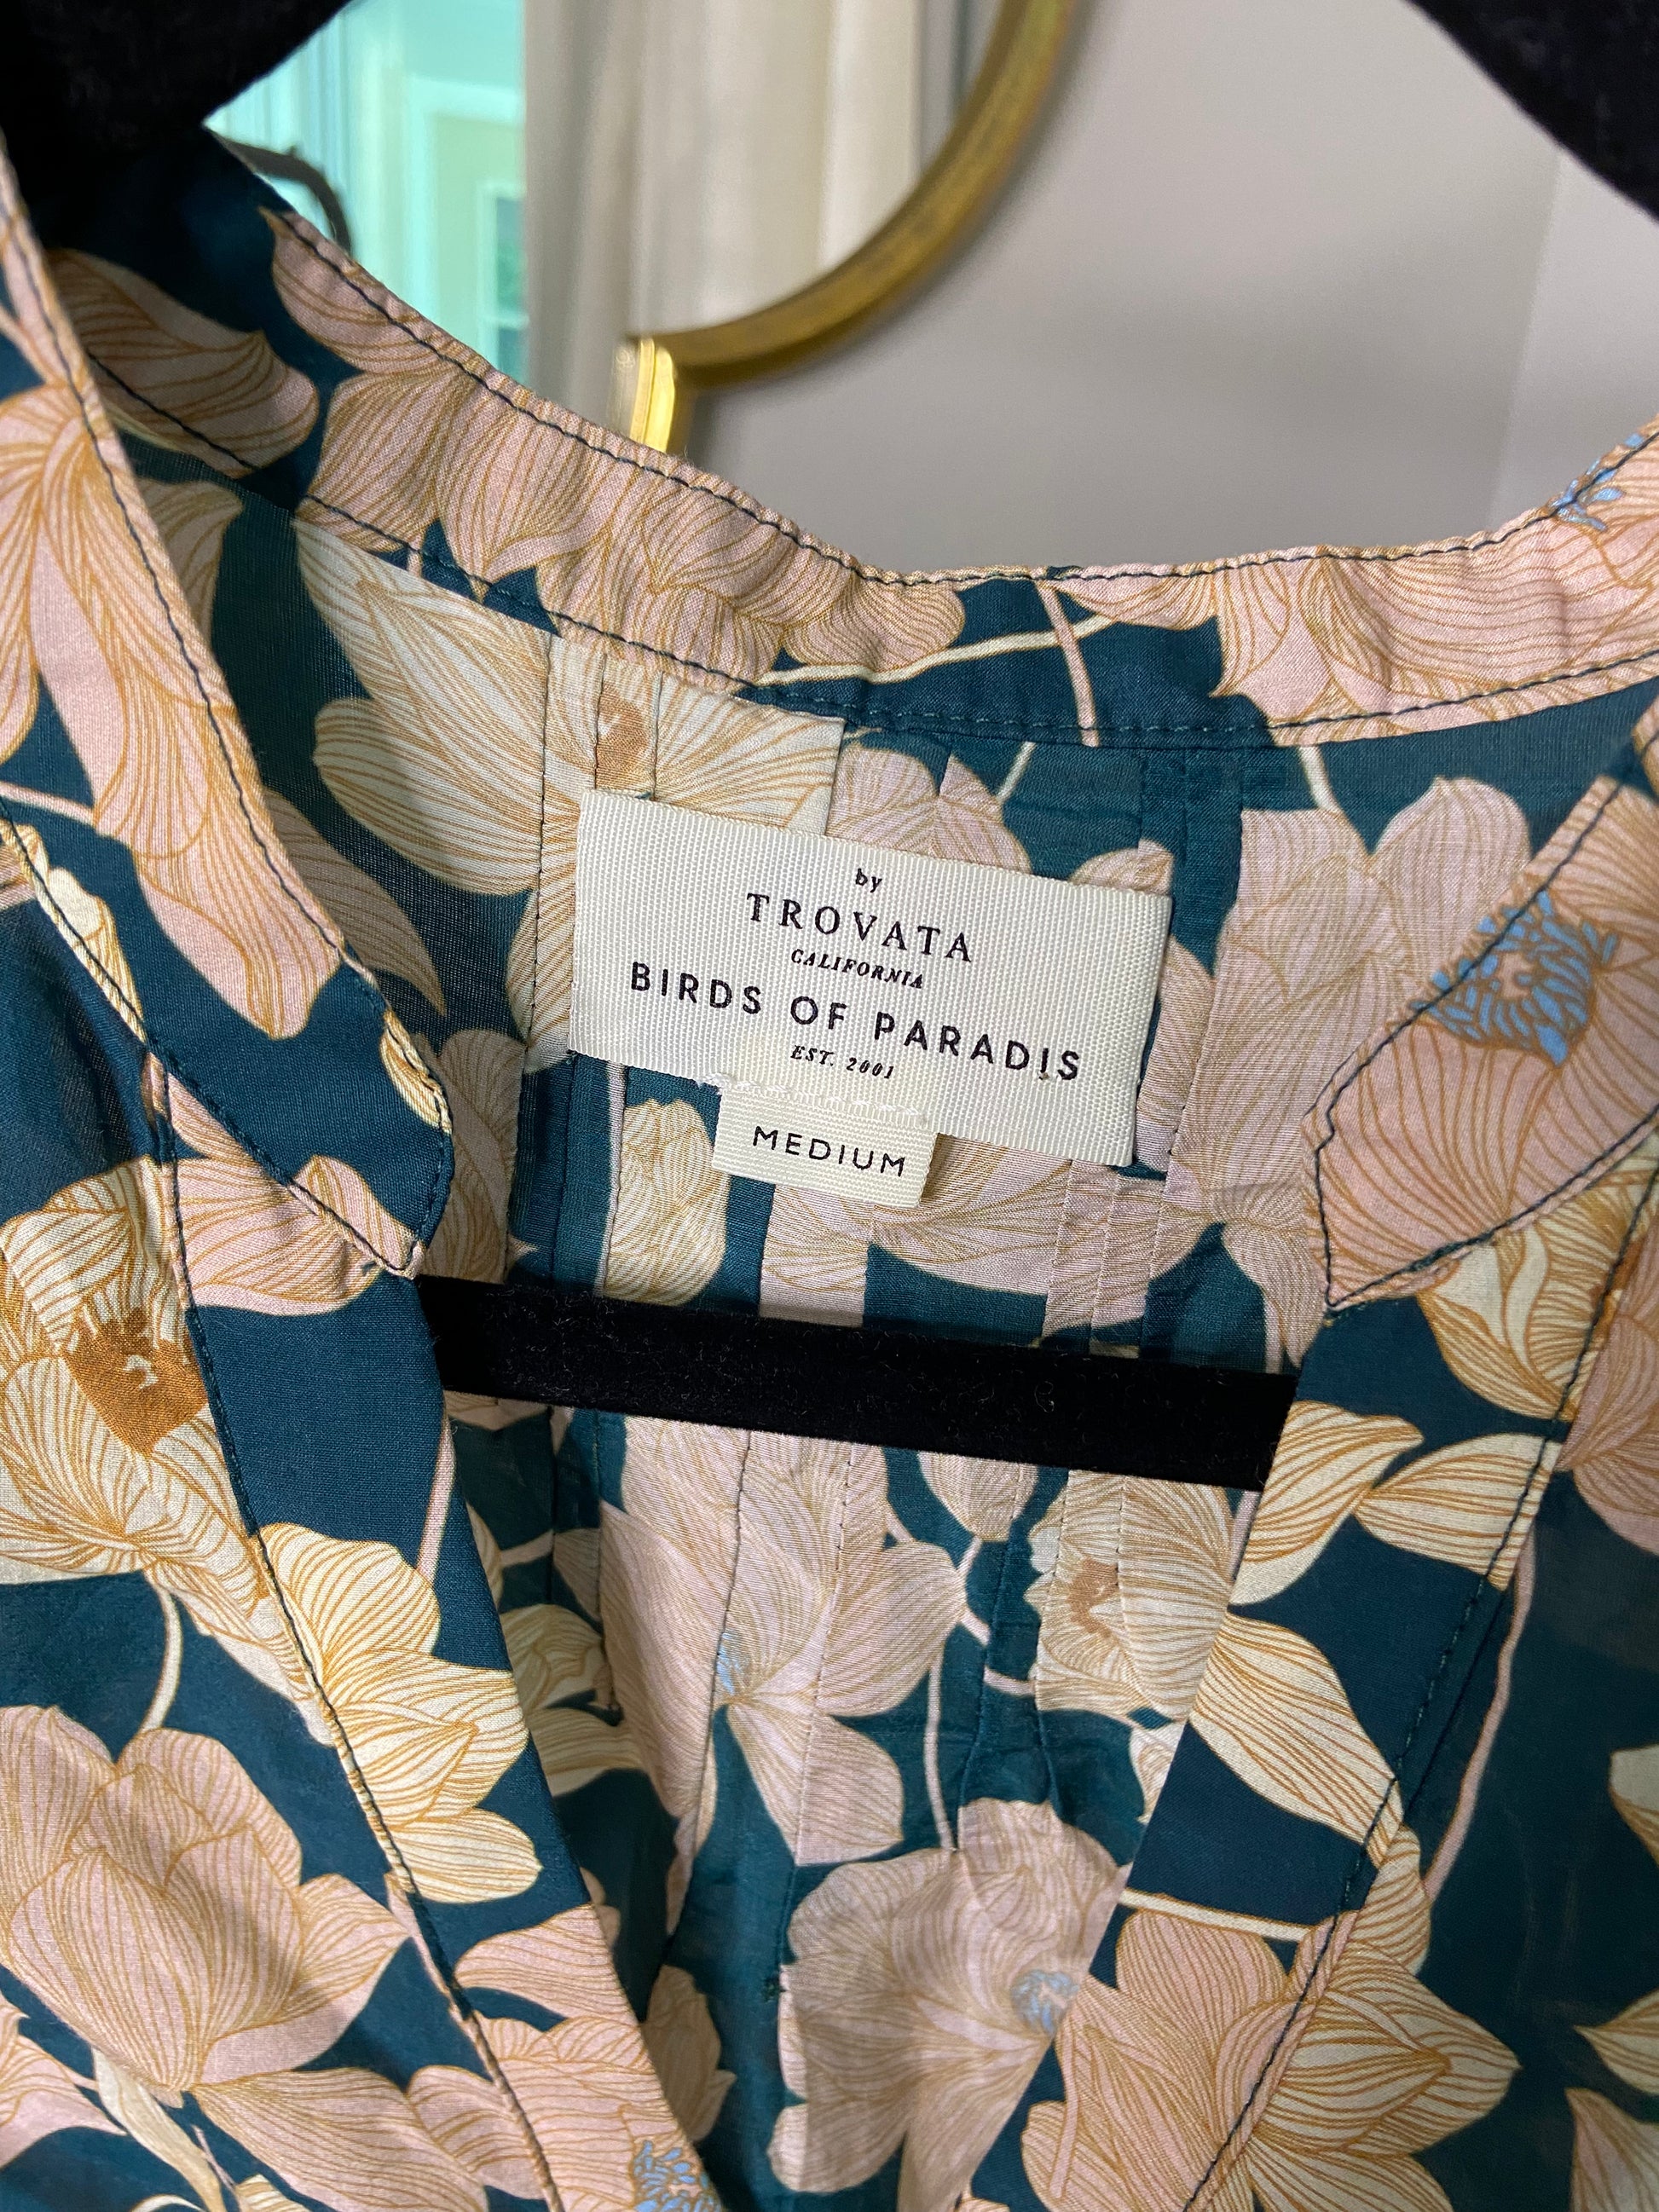 by
TROVATA
CALIFORNIA
BIRDS OF PARADIS
EST. 2001
MEDIUM